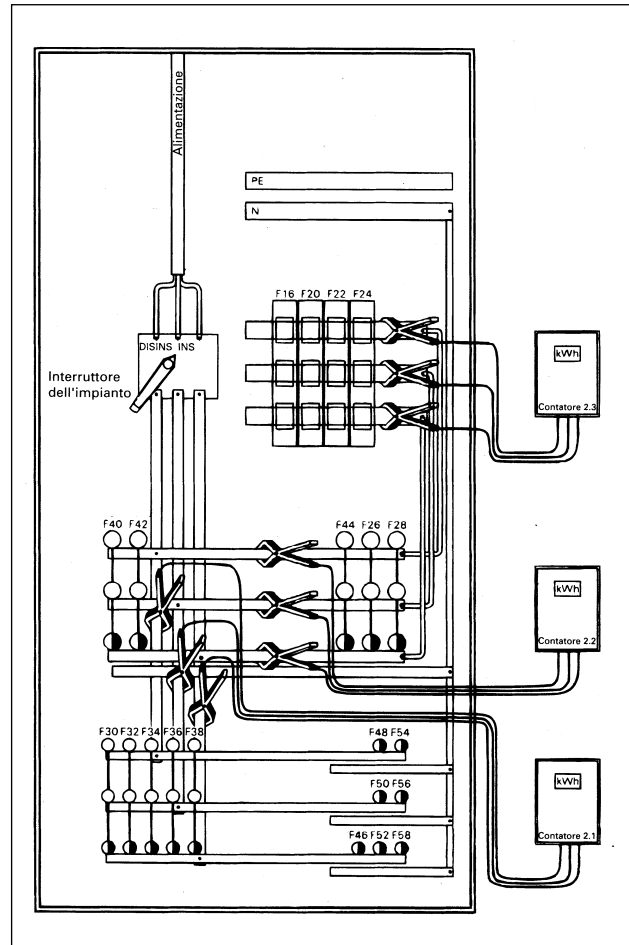 Alimentazione
PE
N
F16 F20 F22 F24
DISINS INS
Interruttore
dell'impianto
kWh
Contatore 2.3
F40 F42
F44 F26 F28
kWh
Contatore 2.2
F30 F32 F34 F36 F38
F48 F54
F50 F56
F46 F52 F58
kWh
Contatore 2.1